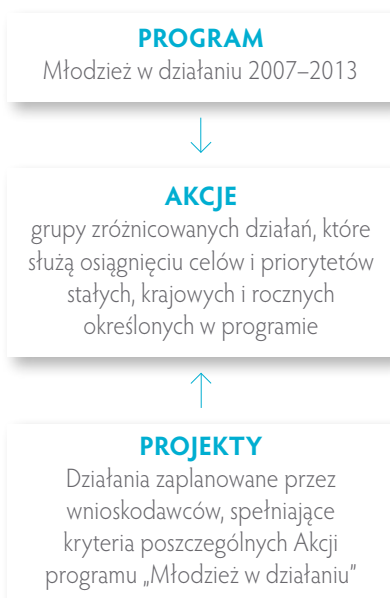 PROGRAM
Młodzież w działaniu 2007–2013
AKCJE
grupy zróżnicowanych działań, które
służą osiągnięciu celów i priorytetów
stałych, krajowych i rocznych
określonych w programie
PROJEKTY
Działania zaplanowane przez
wnioskodawców, spełniające
kryteria poszczególnych Akcji
programu „Młodzież w działaniu”